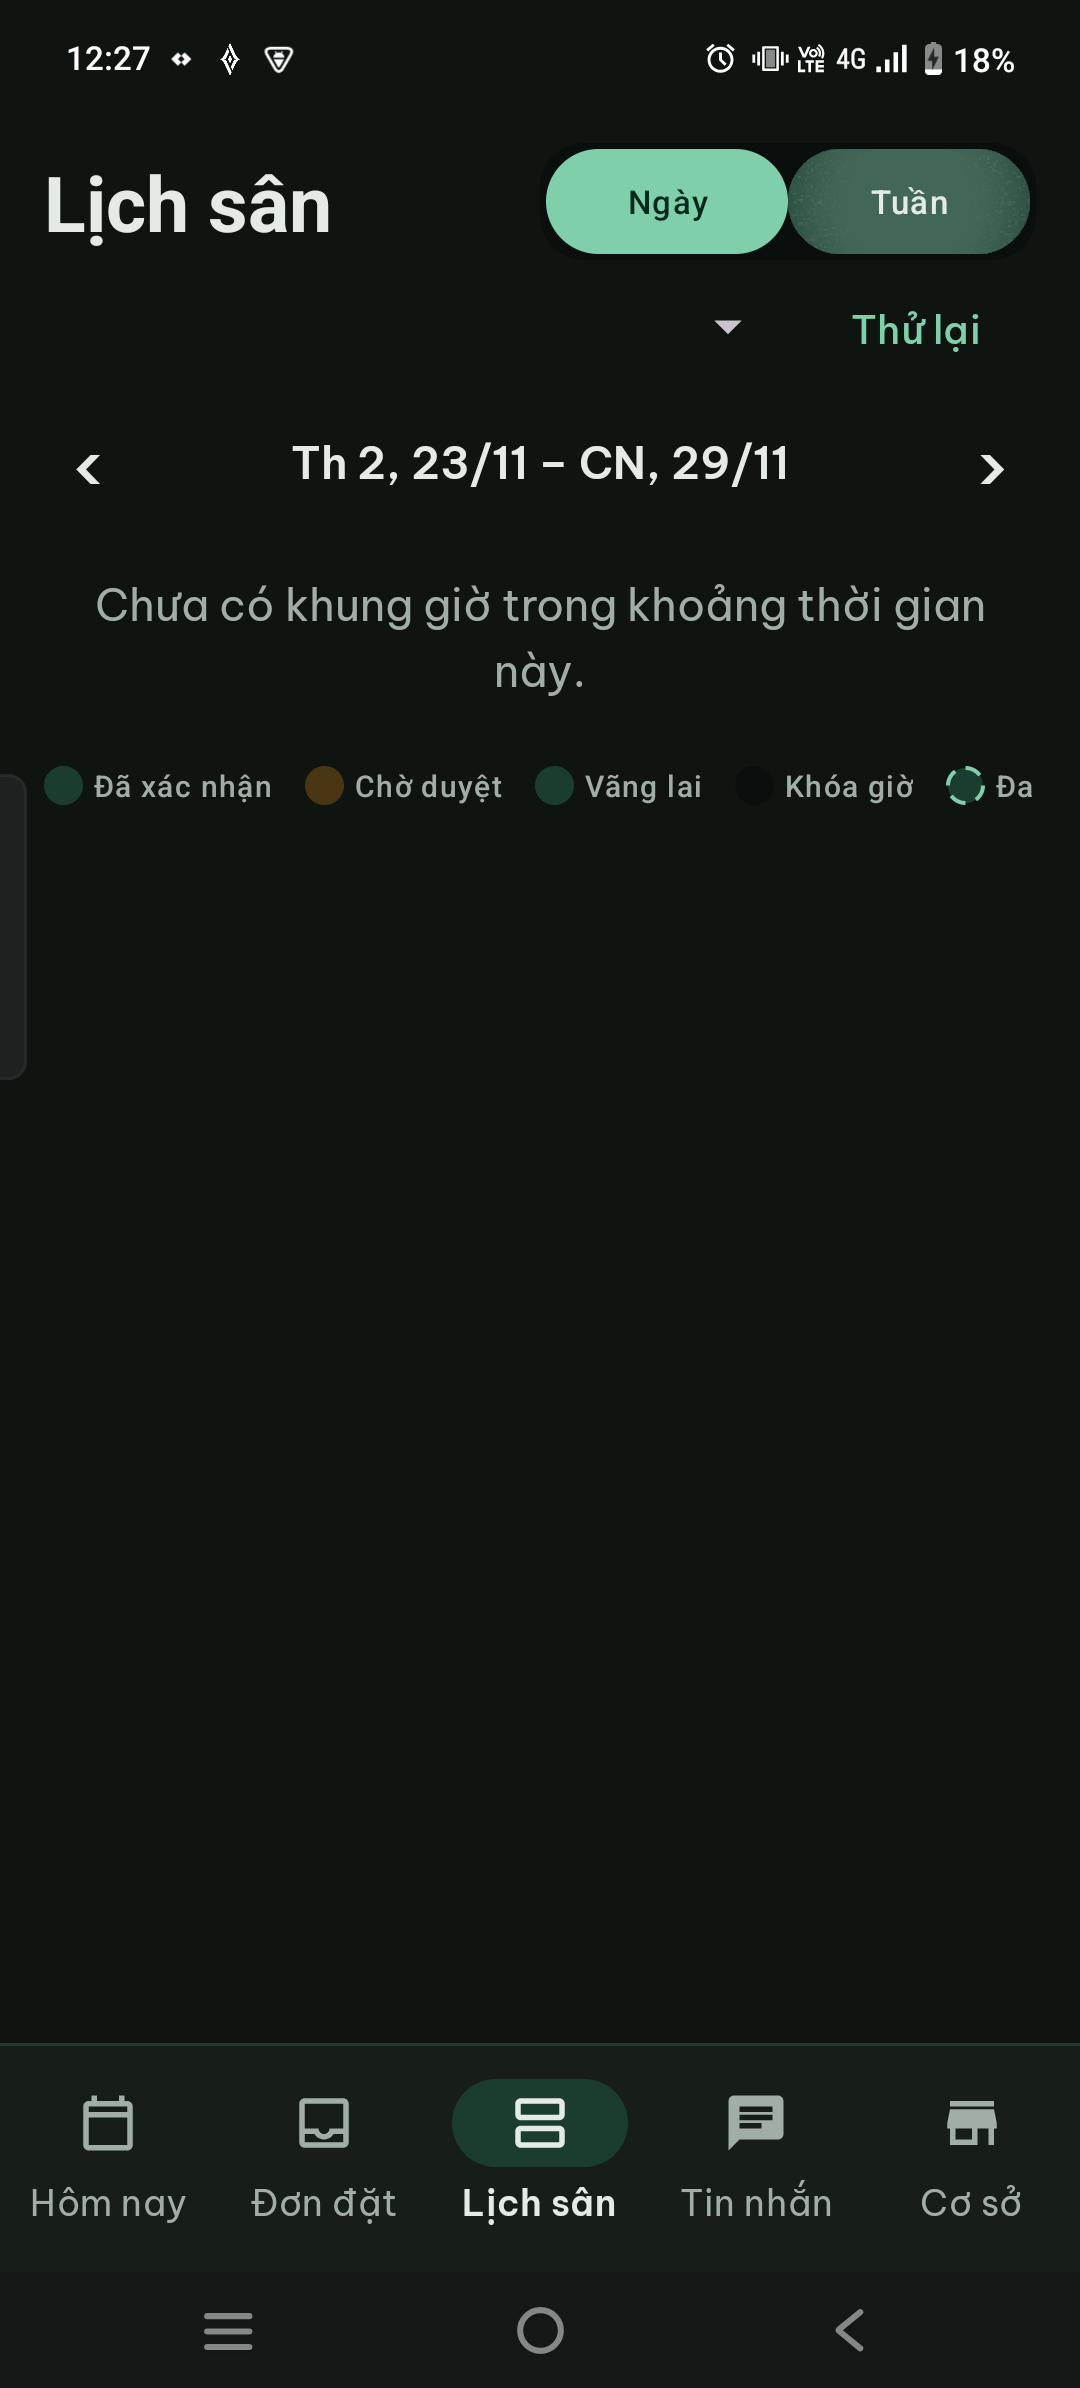 12:27 VoLTE 4G 18%
Lịch sân
Ngày Tuần
Thử lại
Th 2, 23/11 – CN, 29/11
Chưa có khung giờ trong khoảng thời gian
này.
Đã xác nhận Chờ duyệt Vãng lai Khóa giờ Đa
Hôm nay Đơn đặt Lịch sân Tin nhắn Cơ sở